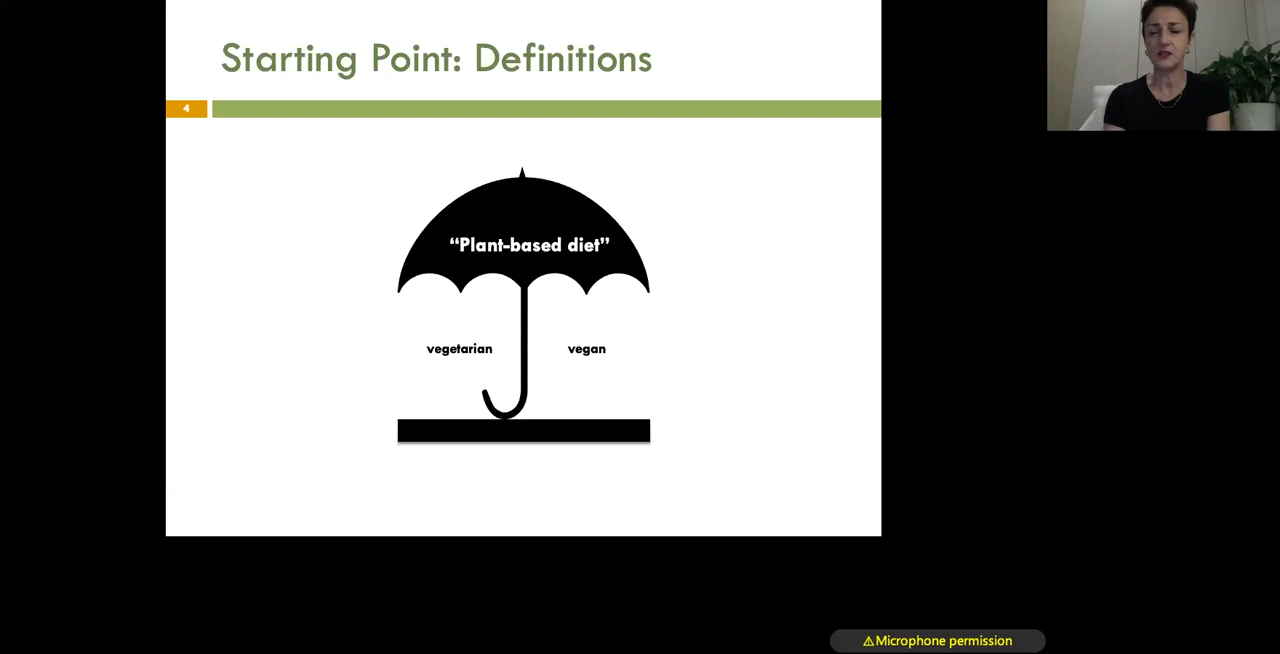 Starting Point: Definitions
4
“Plant-based diet”
vegetarian
vegan
⚠Microphone permission